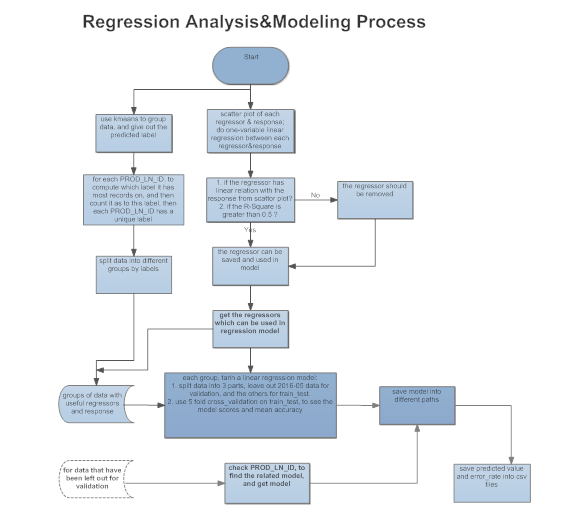 Regression Analysis&Modeling Process
Start
use kmeans to group
data, and give out the
predicted label
scatter plot of each
regressor & response;
do one-variable linear
regression between each
regressor&response
for each PROD_LN_ID, to
compute which label it has
most records on, and then
count it as to this label, then
each PROD_LN_ID has a
unique label
1. if the regressor has
linear relation with the
response from scattor plot?
2. if the R-Square is
greater than 0.5 ?
No
the regressor should
be removed
Yes
split data into different
groups by labels
the regressor can be
saved and used in
model
get the regressors
which can be used in
regression model
each group, tarin a linear regression model:
1. split data into 3 parts, leave out 2016-05 data for
validation, and the others for train_test.
2. use 5 fold cross_validation on train_test, to see the
model scores and mean accuracy
groups of data with
useful regressors
and response
save model into
different paths
for data that have
been left out for
validation
check PROD_LN_ID, to
find the related model,
and get model
save predicted value
and error_rate into csv
files